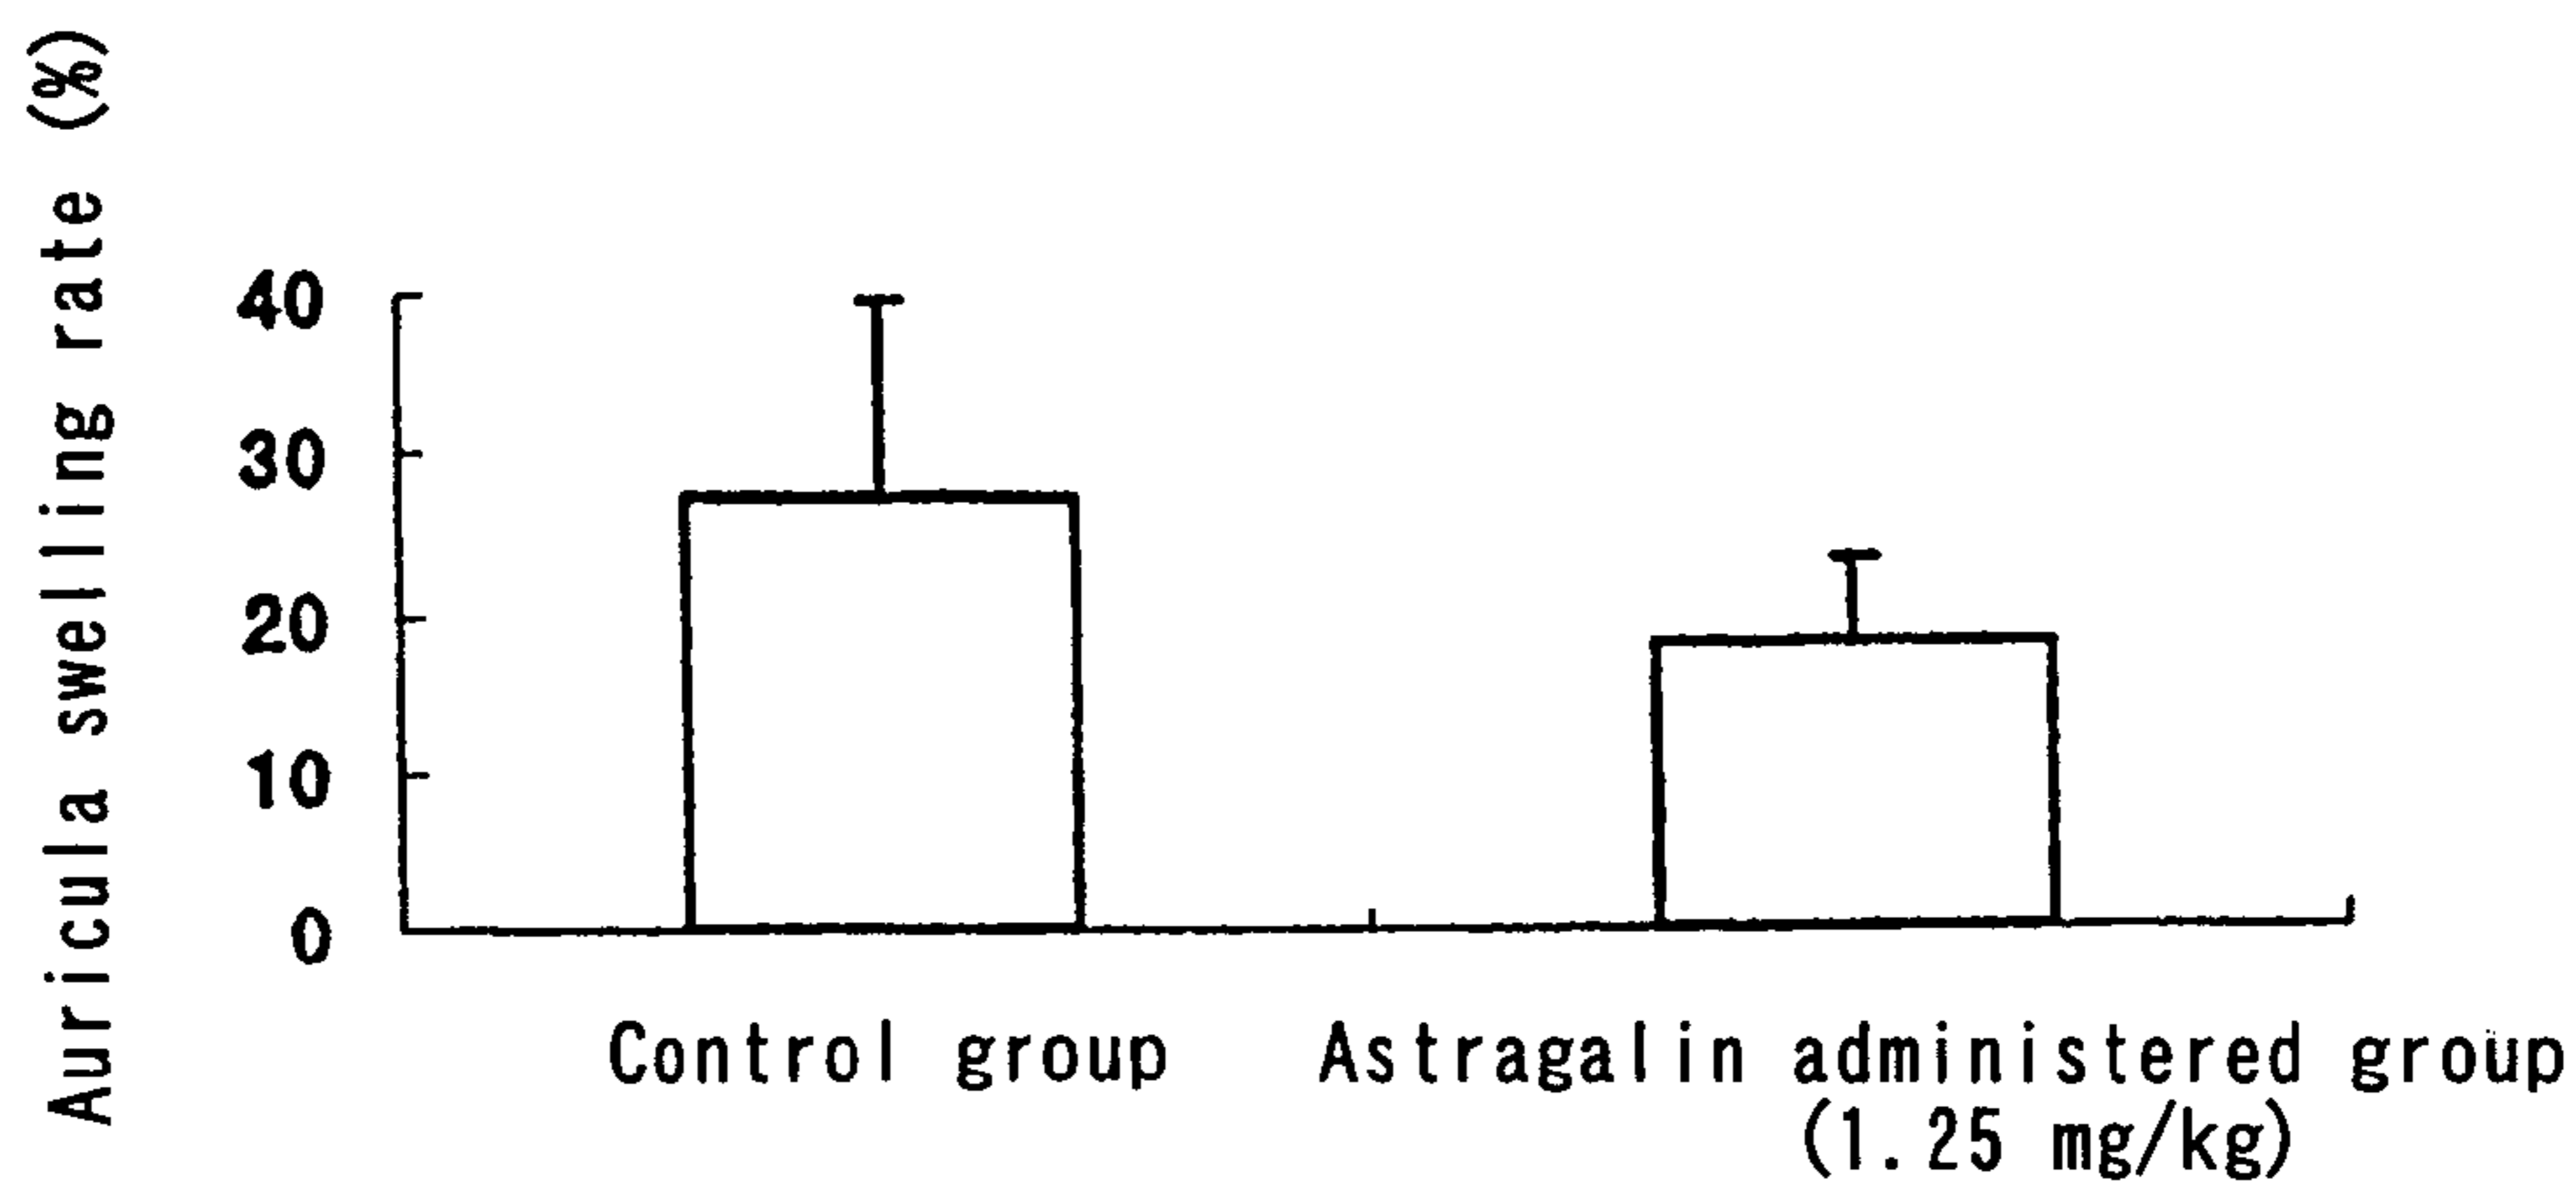 Auricula swelling rate (%)
40
30
20
10
0
Control group
Astragalin administered group
(1.25 mg/kg)